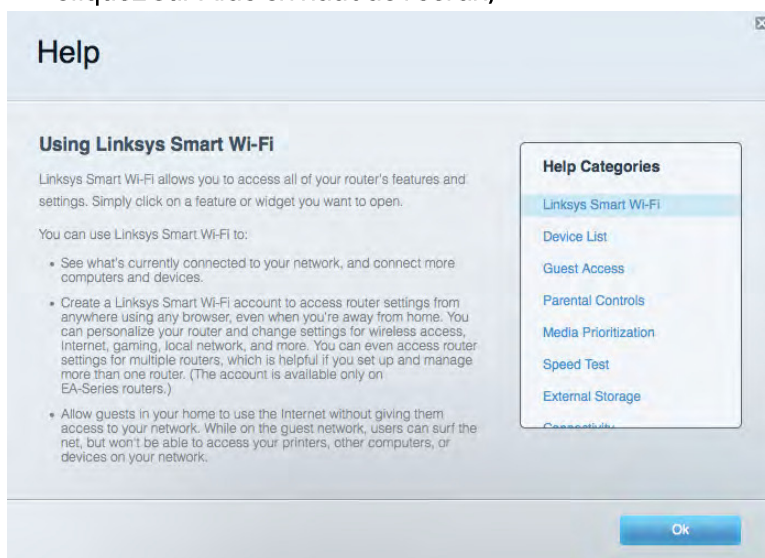 Help
Using Linksys Smart Wi-Fi
Linksys Smart Wi-Fi allows you to access all of your router's features and
settings. Simply click on a feature or widget you want to open.
You can use Linksys Smart Wi-Fi to:
• See what's currently connected to your network, and connect more
computers and devices.
• Create a Linksys Smart Wi-Fi account to access router settings from
anywhere using any browser, even when you're away from home. You
can personalize your router and change settings for wireless access,
Internet, gaming, local network, and more. You can even access router
settings for multiple routers, which is helpful if you set up and manage
more than one router. (The account is available only on
EA-Series routers.)
• Allow guests in your home to use the Internet without giving them
access to your network. While on the guest network, users can surf the
net, but won't be able to access your printers, other computers, or
devices on your network.
Help Categories
Linksys Smart Wi-Fi
Device List
Guest Access
Parental Controls
Media Prioritization
Speed Test
External Storage
Connectivity
Ok